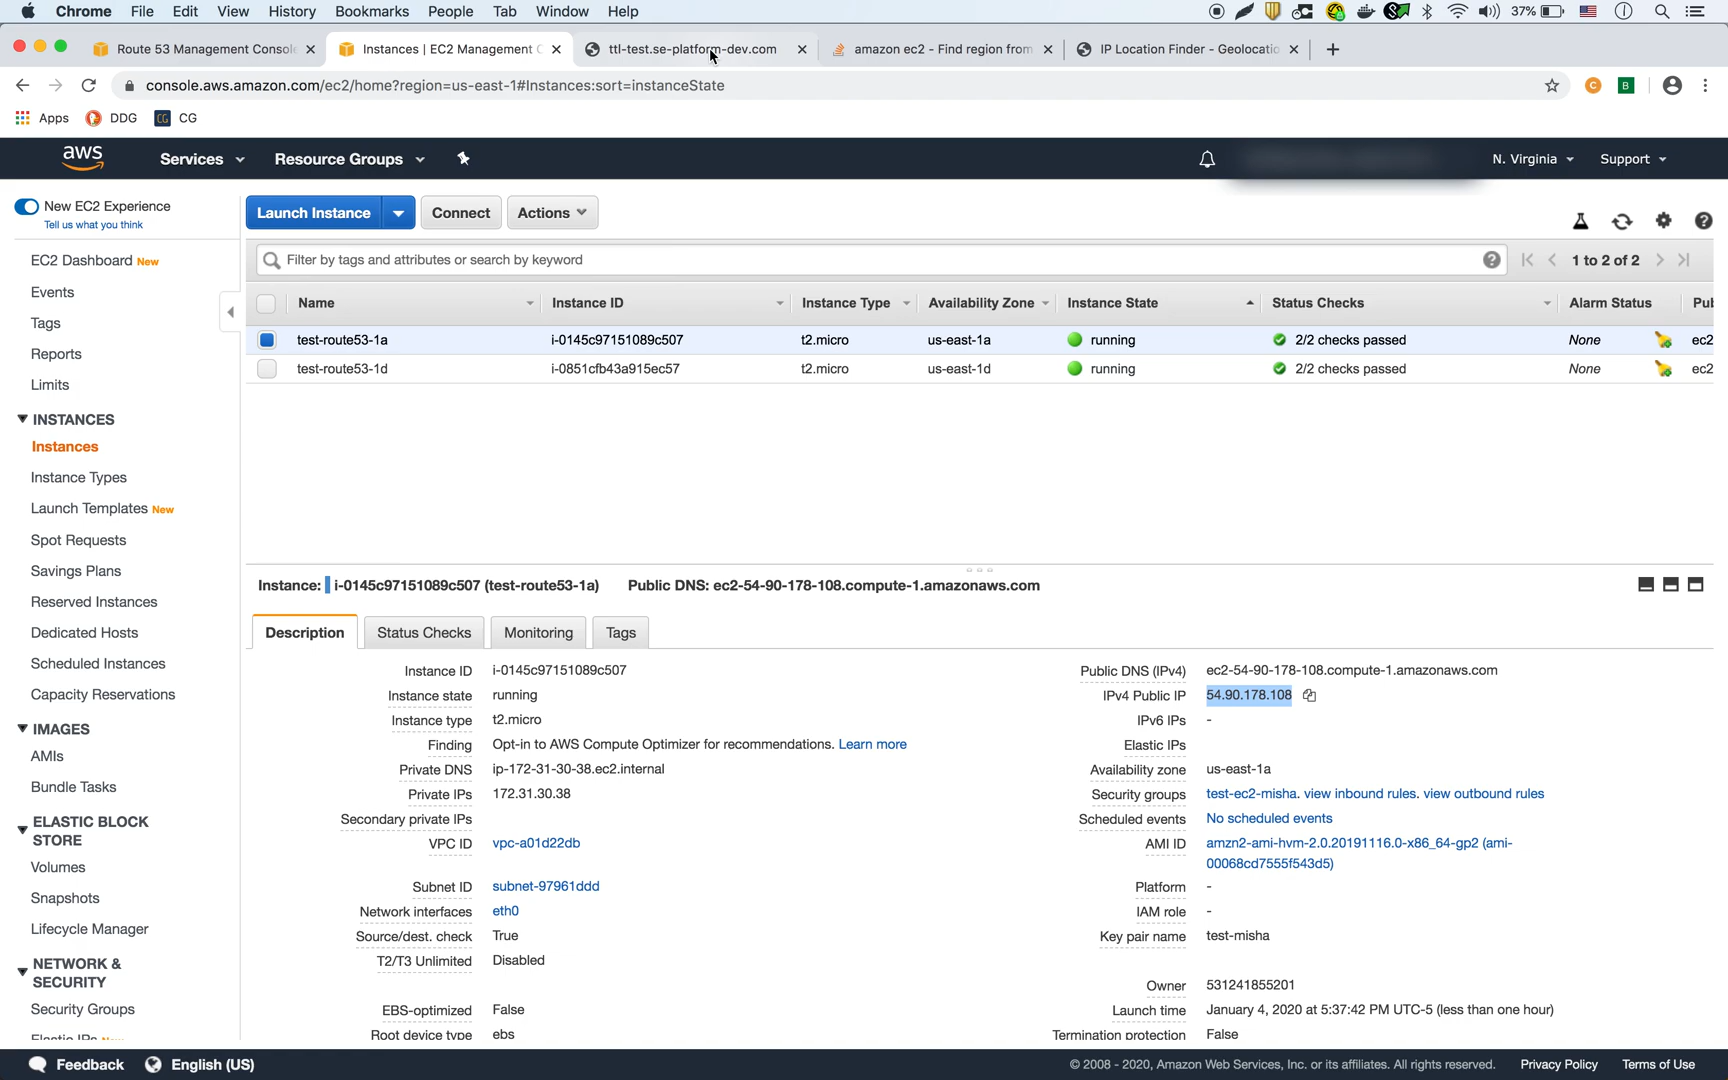 Chrome File Edit View History Bookmarks People Tab Window Help 37%
Route 53 Management Consol Instances | EC2 Management C ttl-test.se-platform-dev.com amazon ec2 - Find region from IP Location Finder - Geolocatio
console.aws.amazon.com/ec2/home?region=us-east-1#Instances:sort=instanceState
Apps DDG CG CG
aws Services Resource Groups N. Virginia Support
New EC2 Experience
Tell us what you think
EC2 Dashboard New
Events
Tags
Reports
Limits
INSTANCES
Instances
Instance Types
Launch Templates New
Spot Requests
Savings Plans
Reserved Instances
Dedicated Hosts
Scheduled Instances
Capacity Reservations
IMAGES
AMIs
Bundle Tasks
ELASTIC BLOCK
STORE
Volumes
Snapshots
Lifecycle Manager
NETWORK &
SECURITY
Security Groups
Elastic IPs New
Launch Instance Connect Actions
Filter by tags and attributes or search by keyword 1 to 2 of 2
Name Instance ID Instance Type Availability Zone Instance State Status Checks Alarm Status Pub
test-route53-1a i-0145c97151089c507 t2.micro us-east-1a running 2/2 checks passed None ec2
test-route53-1d i-0851cfb43a915ec57 t2.micro us-east-1d running 2/2 checks passed None ec2
Instance: i-0145c97151089c507 (test-route53-1a) Public DNS: ec2-54-90-178-108.compute-1.amazonaws.com
Description Status Checks Monitoring Tags
Instance ID i-0145c97151089c507
Instance state running
Instance type t2.micro
Finding Opt-in to AWS Compute Optimizer for recommendations. Learn more
Private DNS ip-172-31-30-38.ec2.internal
Private IPs 172.31.30.38
Secondary private IPs
VPC ID vpc-a01d22db
Subnet ID subnet-97961ddd
Network interfaces eth0
Source/dest. check True
T2/T3 Unlimited Disabled
EBS-optimized False
Root device type ebs
Public DNS (IPv4) ec2-54-90-178-108.compute-1.amazonaws.com
IPv4 Public IP 54.90.178.108
IPv6 IPs -
Elastic IPs
Availability zone us-east-1a
Security groups test-ec2-misha. view inbound rules. view outbound rules
Scheduled events No scheduled events
AMI ID amzn2-ami-hvm-2.0.20191116.0-x86_64-gp2 (ami-
00068cd7555f543d5)
Platform -
IAM role -
Key pair name test-misha
Owner 531241855201
Launch time January 4, 2020 at 5:37:42 PM UTC-5 (less than one hour)
Termination protection False
Feedback English (US) © 2008 - 2020, Amazon Web Services, Inc. or its affiliates. All rights reserved. Privacy Policy Terms of Use